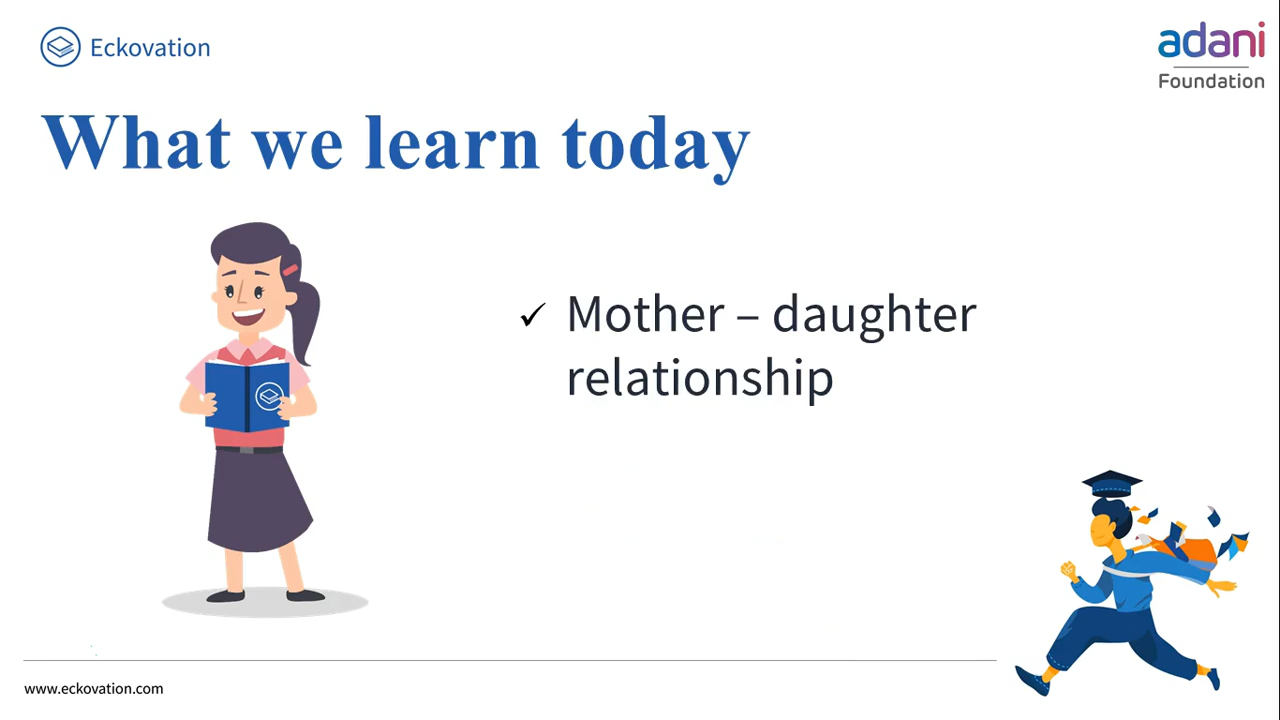 Eckovation
adani
Foundation
What we learn today
✓ Mother – daughter
relationship
www.eckovation.com